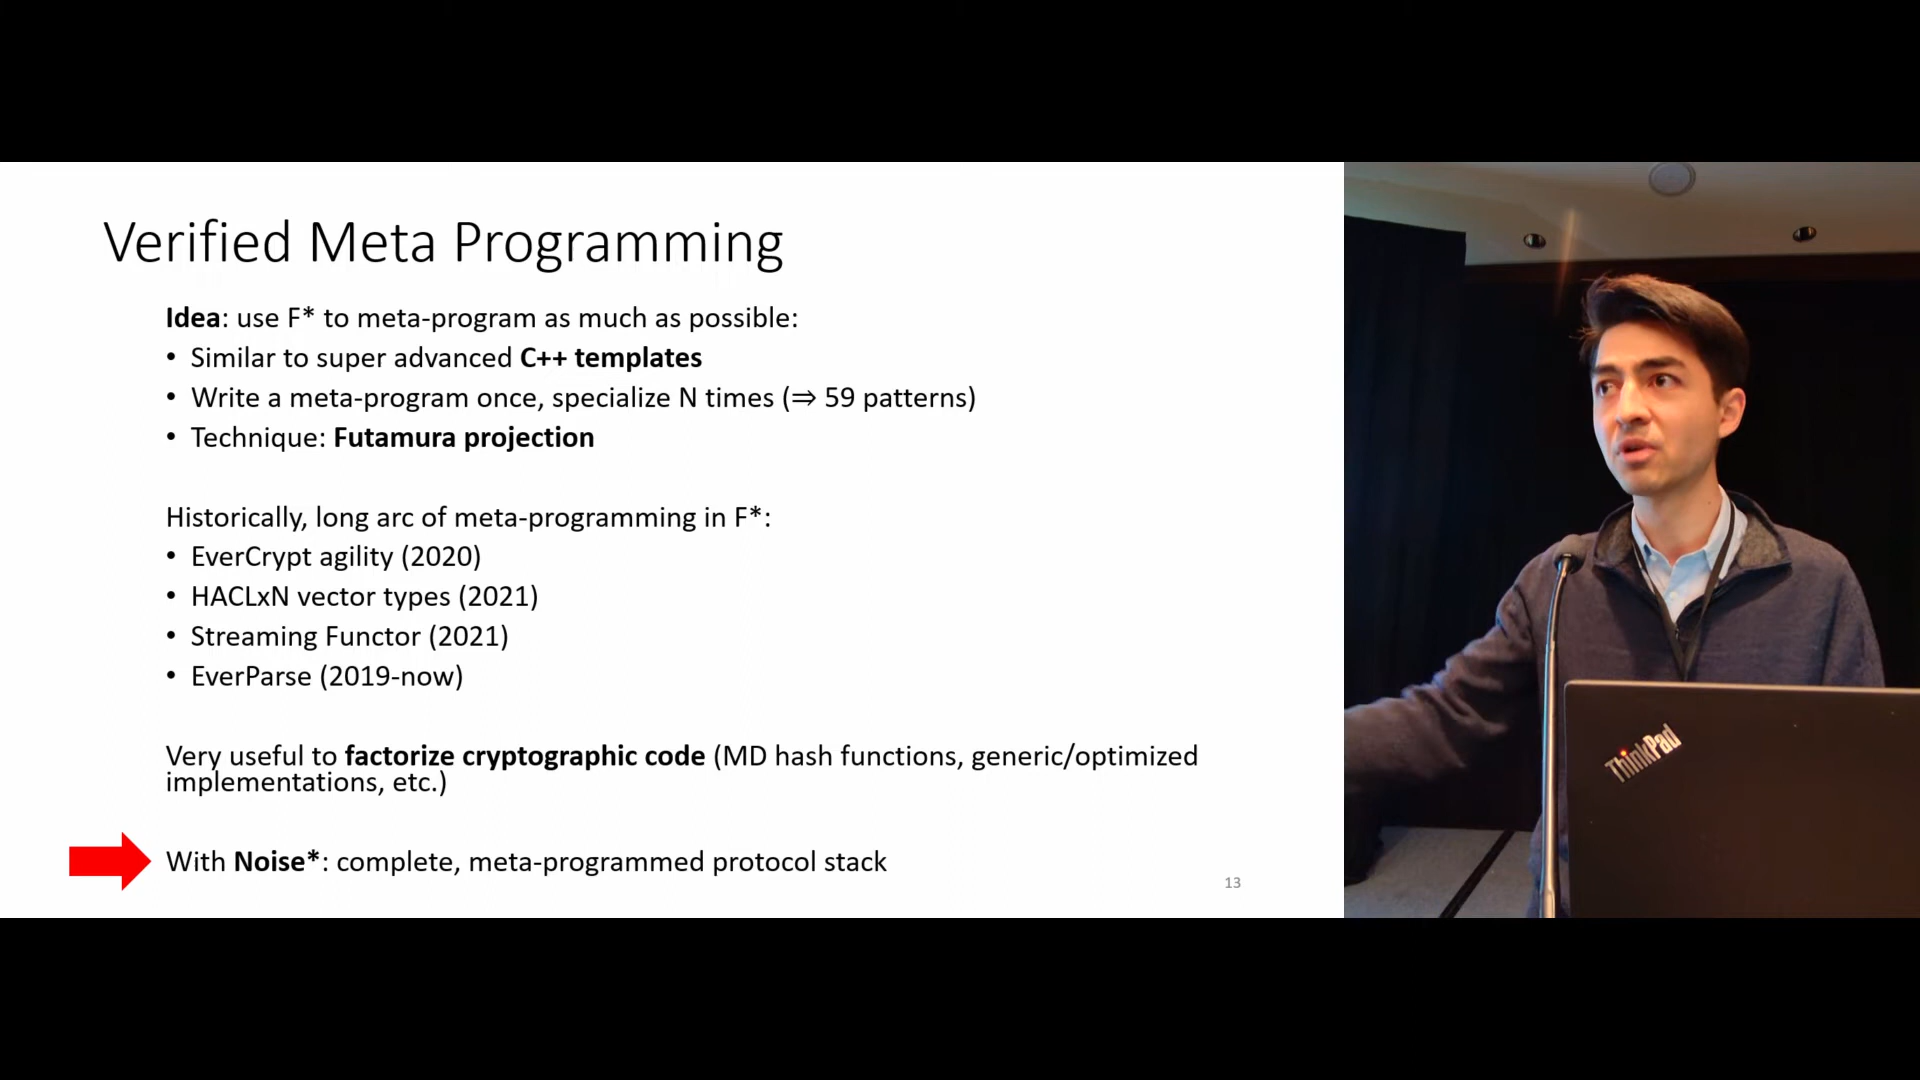 Verified Meta Programming
Idea: use F* to meta-program as much as possible:
• Similar to super advanced C++ templates
• Write a meta-program once, specialize N times (⇒ 59 patterns)
• Technique: Futamura projection
Historically, long arc of meta-programming in F*:
• EverCrypt agility (2020)
• HACLxN vector types (2021)
• Streaming Functor (2021)
• EverParse (2019-now)
Very useful to factorize cryptographic code (MD hash functions, generic/optimized
implementations, etc.)
With Noise*: complete, meta-programmed protocol stack
13
ThinkPad